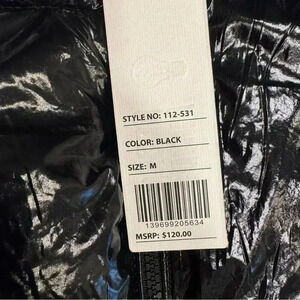 STYLE NO: 112-531
COLOR: BLACK
SIZE: M
139699205634
MSRP: $120.00